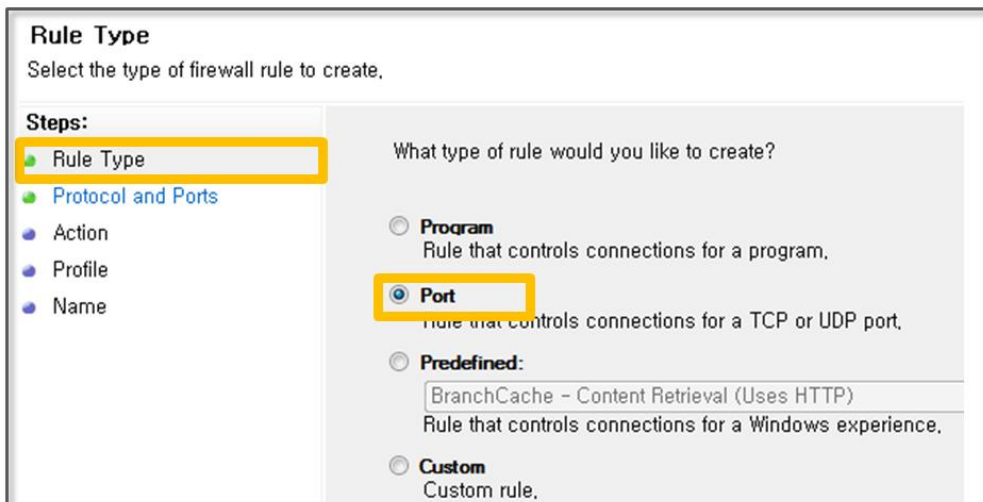 Rule Type
Select the type of firewall rule to create,
Steps:
Rule Type
Protocol and Ports
Action
Profile
Name
What type of rule would you like to create?
Program
Rule that controls connections for a program,
Port
Rule that controls connections for a TCP or UDP port,
Predefined:
BranchCache - Content Retrieval (Uses HTTP)
Rule that controls connections for a Windows experience,
Custom
Custom rule,